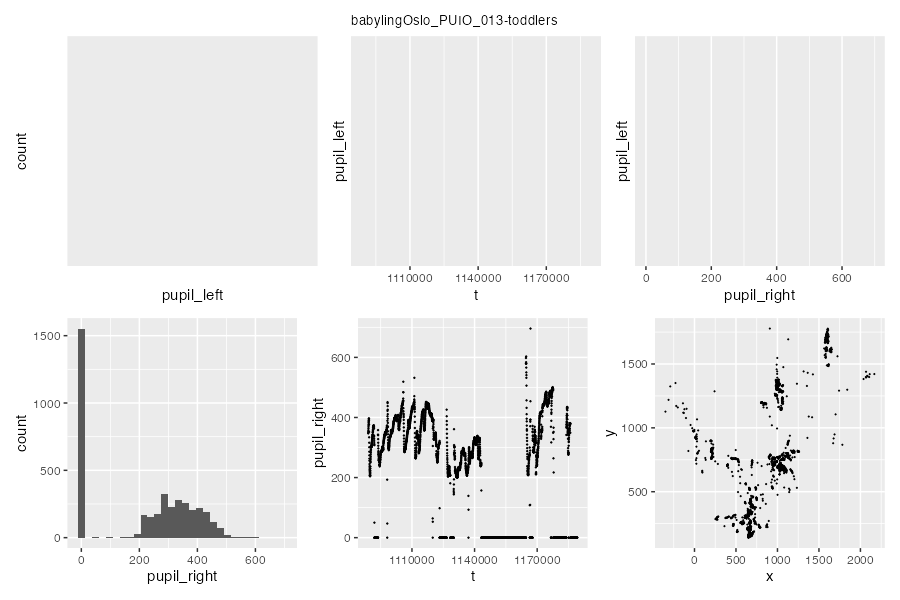 babylingOslo_PUIO_013-toddlers
count
pupil_left
pupil_left
1110000 1140000 1170000
t
pupil_left
0 200 400 600
pupil_right
count
1500
1000
500
0
0 200 400 600
pupil_right
pupil_right
600
400
200
0
1110000 1140000 1170000
t
y
1500
1000
500
0 500 1000 1500 2000
x